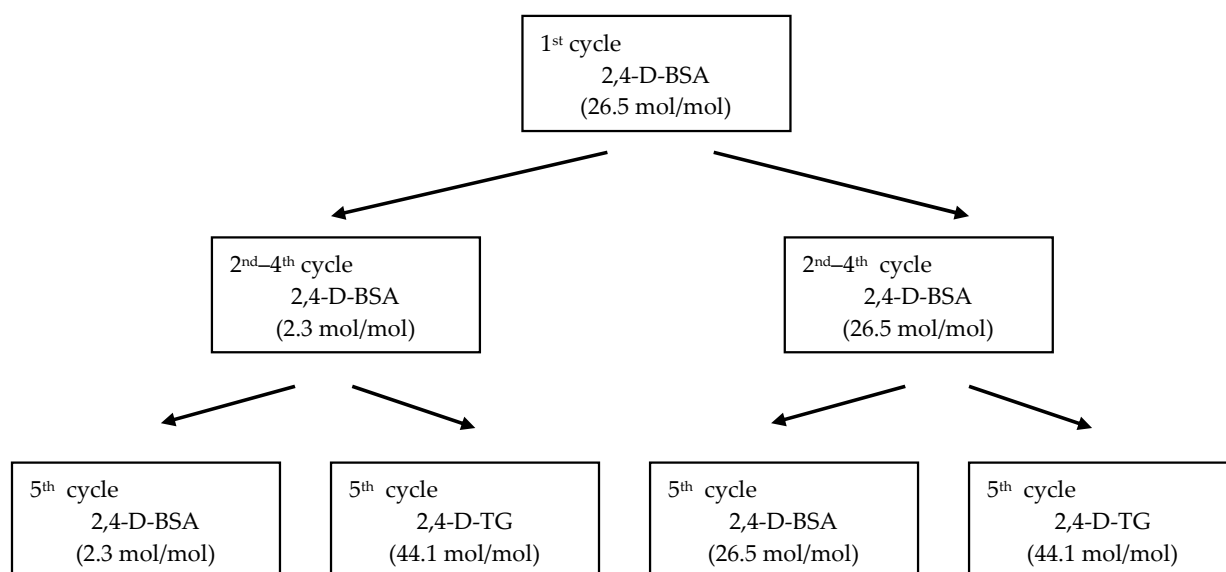 1st cycle
2,4-D-BSA
(26.5 mol/mol)
2nd–4th cycle
2,4-D-BSA
(2.3 mol/mol)
2nd–4th cycle
2,4-D-BSA
(26.5 mol/mol)
5th cycle
2,4-D-BSA
(2.3 mol/mol)
5th cycle
2,4-D-TG
(44.1 mol/mol)
5th cycle
2,4-D-BSA
(26.5 mol/mol)
5th cycle
2,4-D-TG
(44.1 mol/mol)